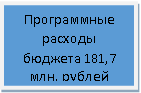 Программные
расходы
бюджета 181,7
млн. рублей